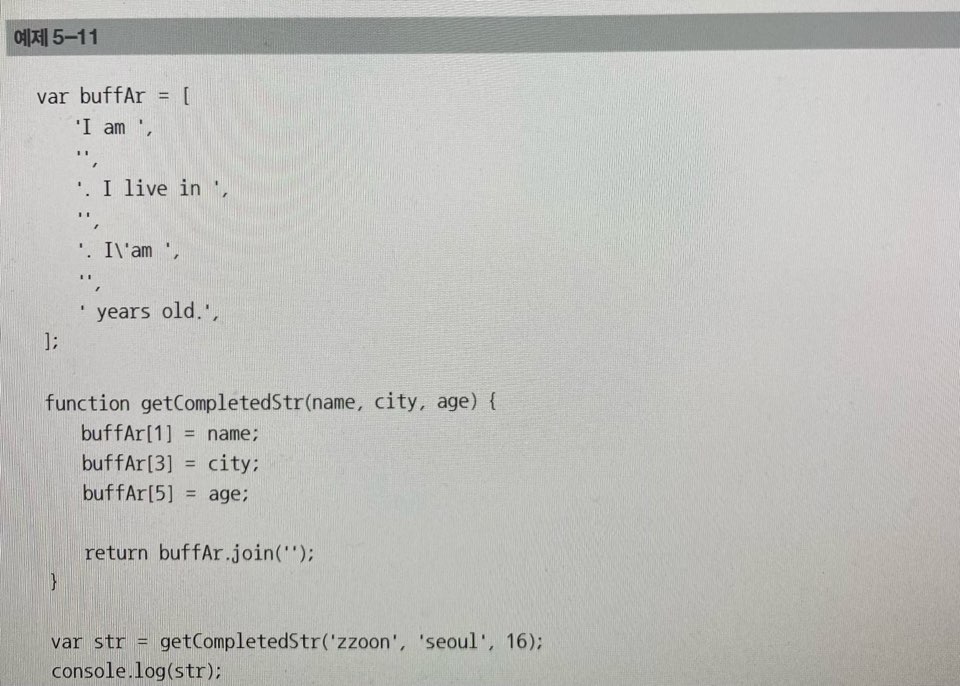 예제 5-11
var buffAr = [
'I am ',
'',
'. I live in ',
'',
'. I\'am ',
'',
' years old.',
];
function getCompletedStr(name, city, age) {
buffAr[1] = name;
buffAr[3] = city;
buffAr[5] = age;
return buffAr.join('');
}
var str = getCompletedStr('zzoon', 'seoul', 16);
console.log(str);